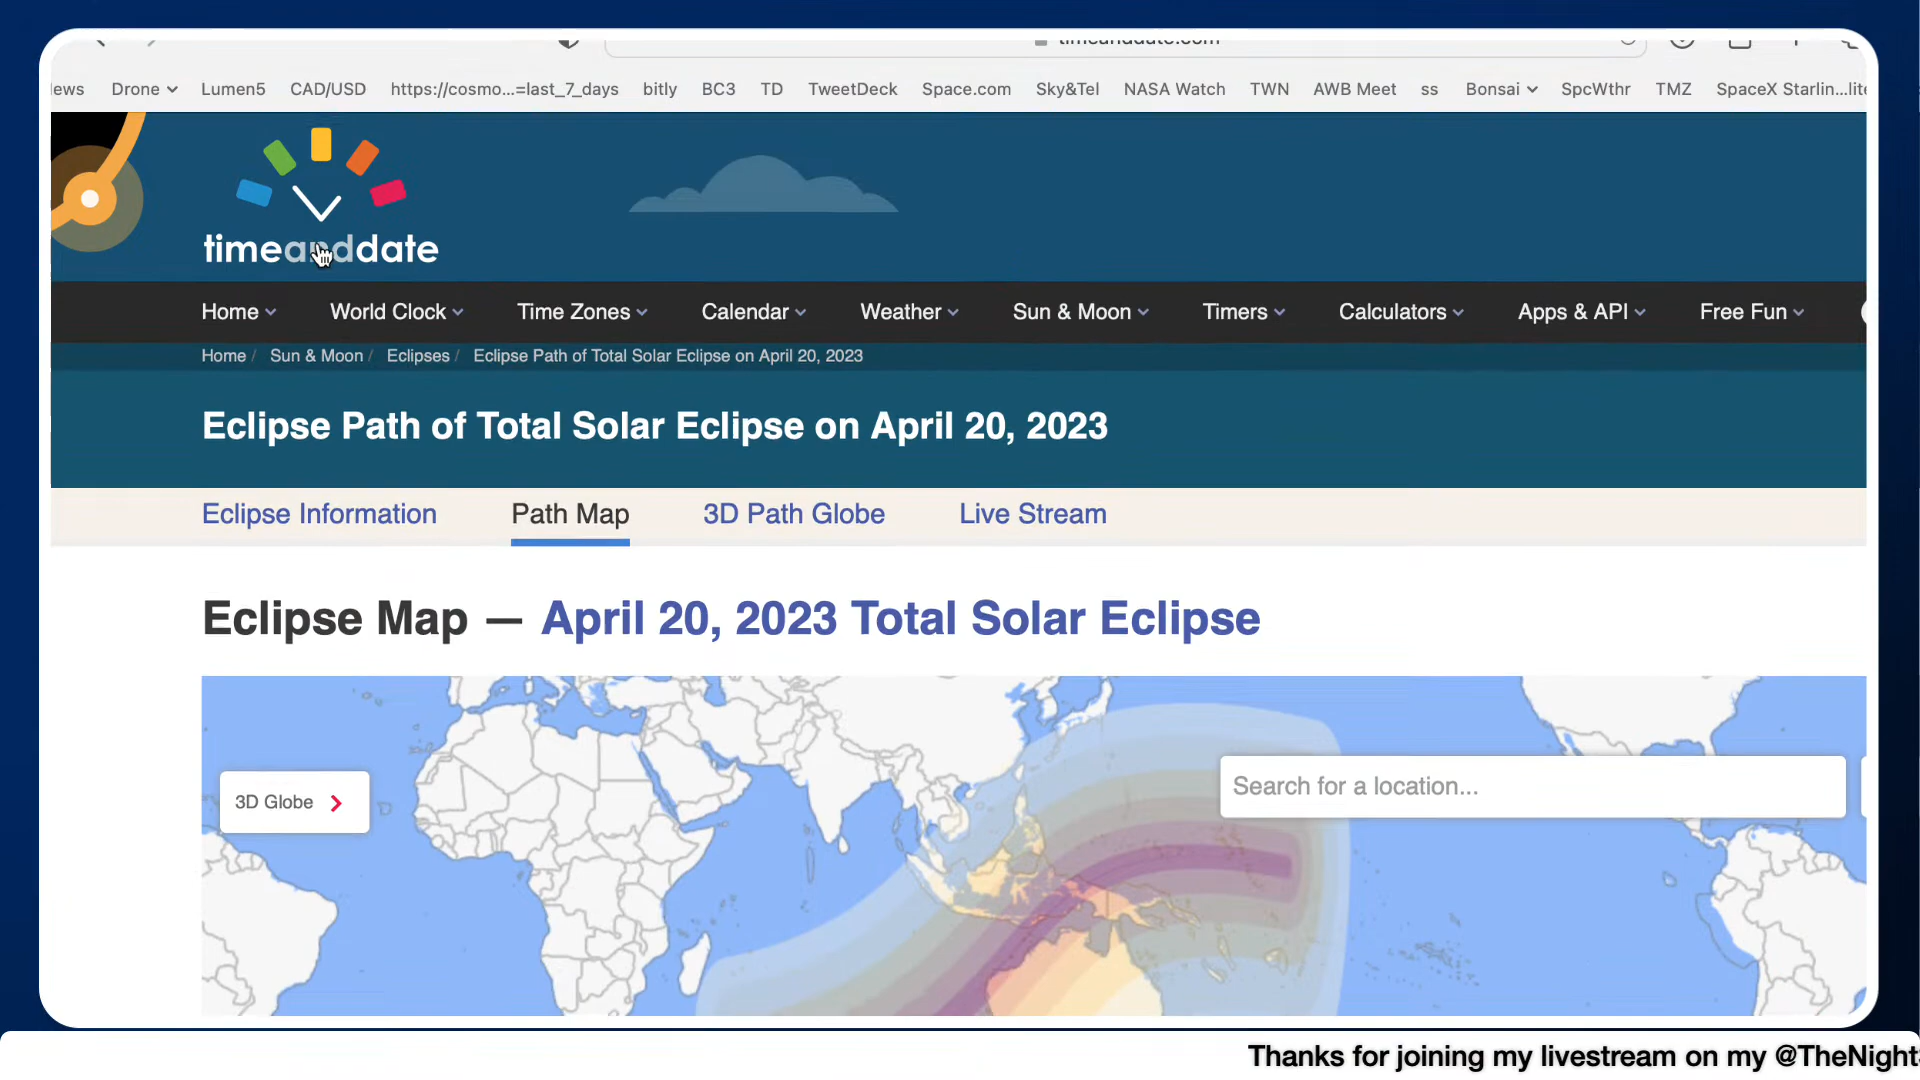 timeanddate.com
ews Drone Lumen5 CAD/USD https://cosmo...=last_7_days bitly BC3 TD TweetDeck Space.com Sky&Tel NASA Watch TWN AWB Meet ss Bonsai SpcWthr TMZ SpaceX Starlin...lite
timeanddate
Home World Clock Time Zones Calendar Weather Sun & Moon Timers Calculators Apps & API Free Fun
Home / Sun & Moon / Eclipses / Eclipse Path of Total Solar Eclipse on April 20, 2023
Eclipse Path of Total Solar Eclipse on April 20, 2023
Eclipse Information Path Map 3D Path Globe Live Stream
Eclipse Map — April 20, 2023 Total Solar Eclipse
Search for a location...
3D Globe
Thanks for joining my livestream on my @TheNight